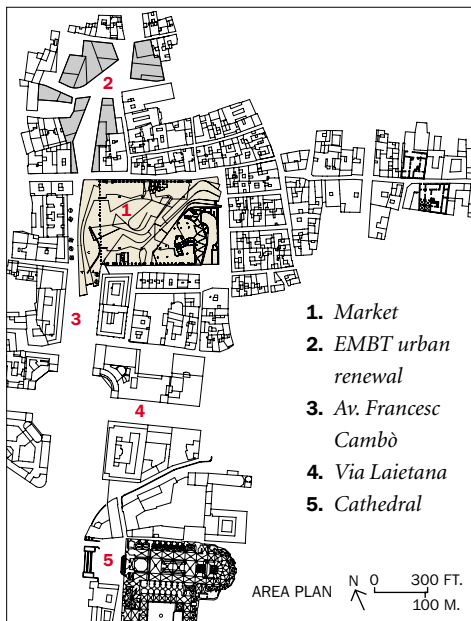 2
1
3
4
5
1. Market
2. EMBT urban
renewal
3. Av. Francesc
Cambò
4. Via Laietana
5. Cathedral
AREA PLAN N 0 300 FT.
100 M.